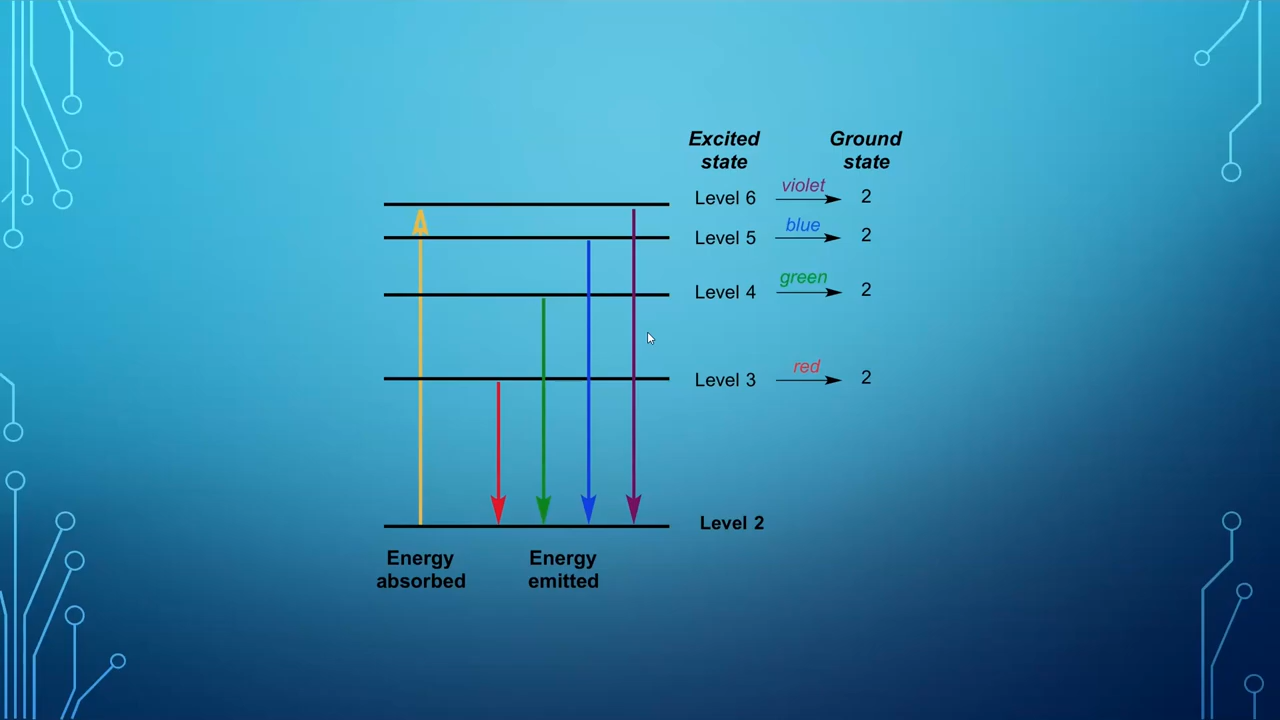 Excited Ground
state state
Level 6 violet 2
Level 5 blue 2
Level 4 green 2
Level 3 red 2
Level 2
Energy Energy
absorbed emitted